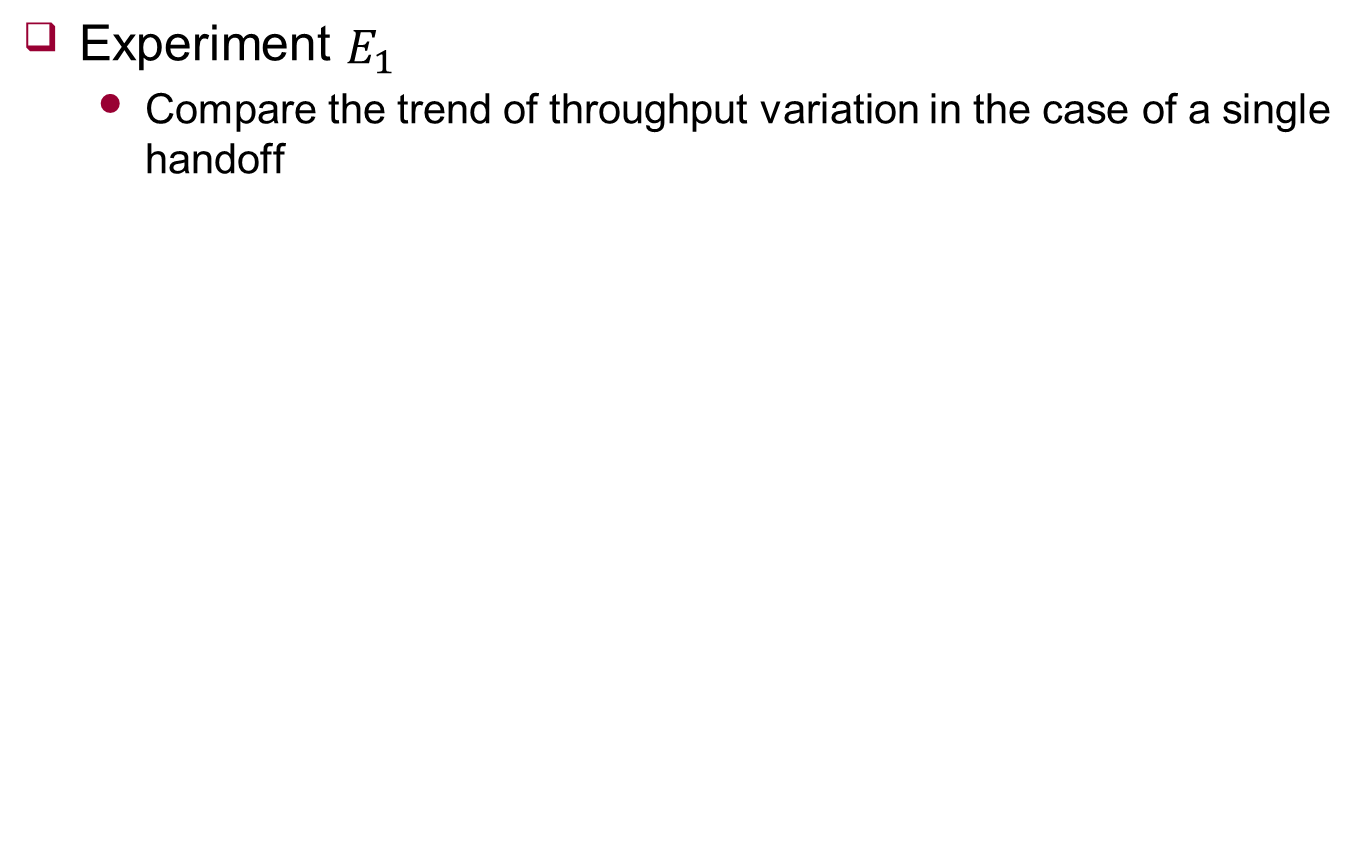 Experiment E₁
Compare the trend of throughput variation in the case of a single
handoff